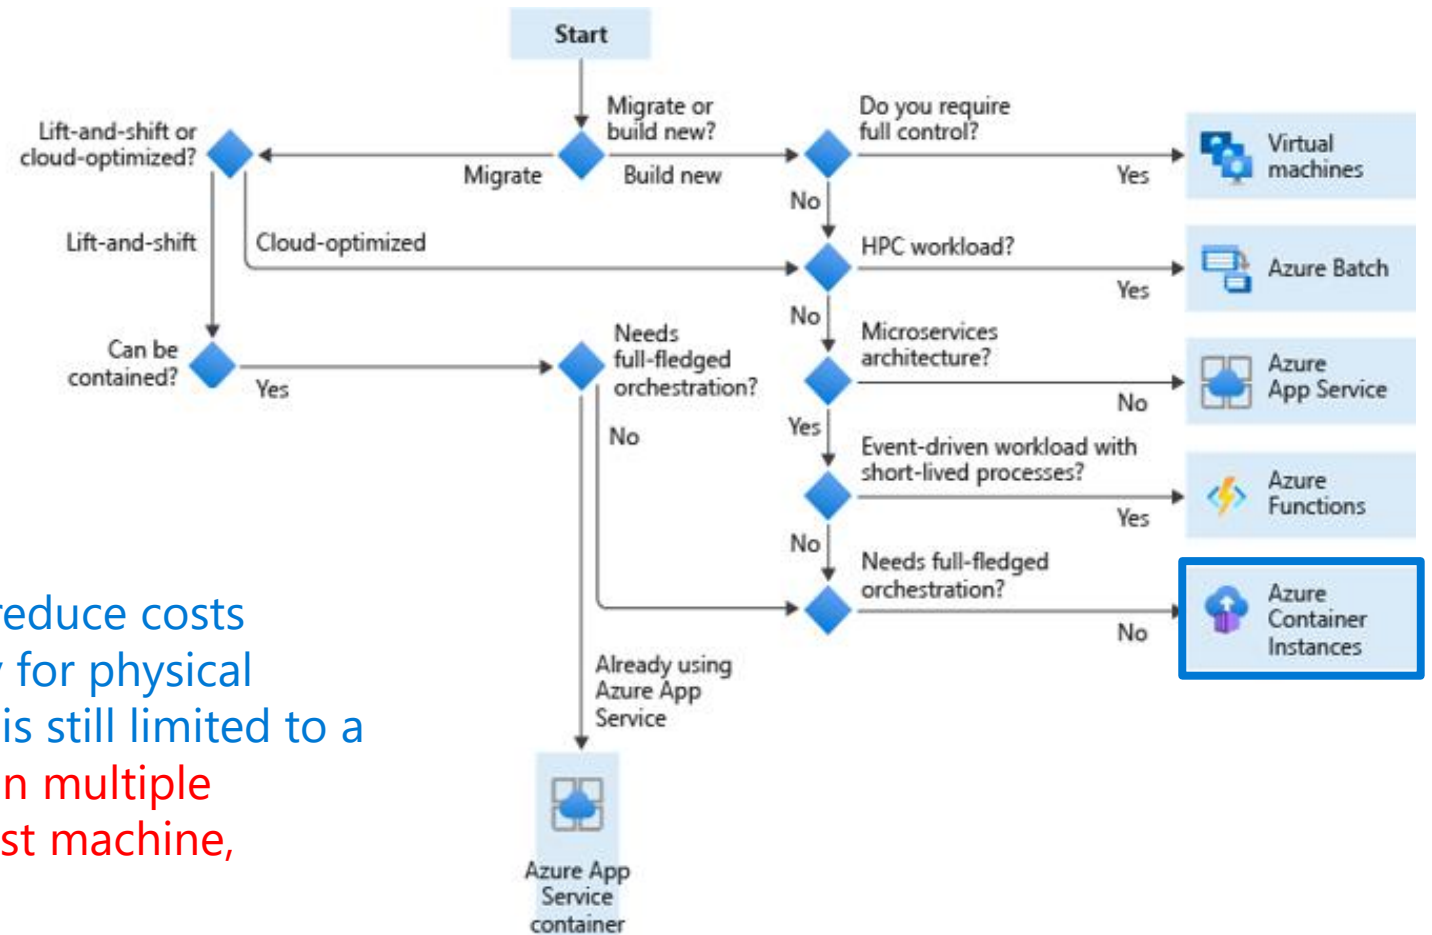 Start
Migrate or
build new?
Migrate
Build new
Do you require
full control?
Yes
Virtual
machines
No
Lift-and-shift or
cloud-optimized?
Lift-and-shift
Cloud-optimized
HPC workload?
Yes
Azure Batch
No
Can be
contained?
Yes
Needs
full-fledged
orchestration?
No
Microservices
architecture?
No
Azure
App Service
Yes
Event-driven workload with
short-lived processes?
Yes
Azure
Functions
No
Needs full-fledged
orchestration?
No
Azure
Container
Instances
Already using
Azure App
Service
Azure App
Service
container
reduce costs
for physical
is still limited to a
n multiple
st machine,